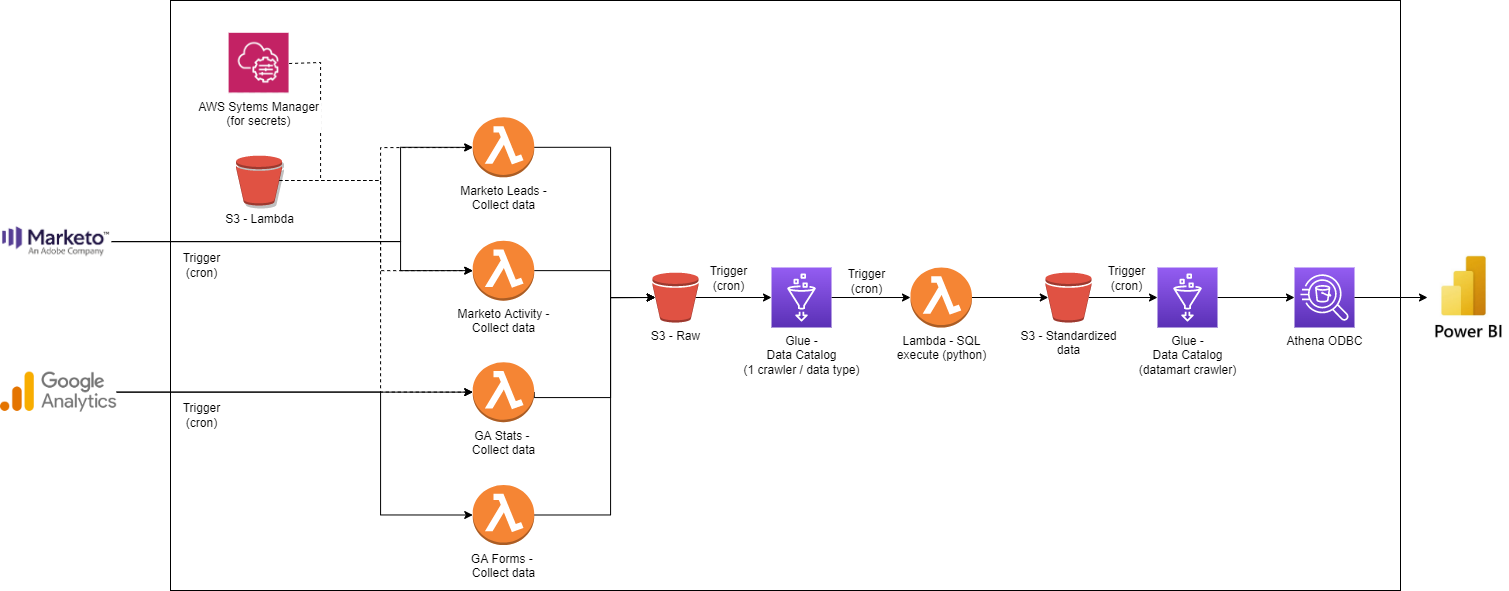 AWS Sytems Manager
(for secrets)
S3 - Lambda
Marketo™
An Adobe Company
Trigger
(cron)
Google
Analytics
Trigger
(cron)
Marketo Leads -
Collect data
Marketo Activity -
Collect data
GA Stats -
Collect data
GA Forms -
Collect data
S3 - Raw
Trigger
(cron)
Glue -
Data Catalog
(1 crawler / data type)
Trigger
(cron)
Lambda - SQL
execute (python)
S3 - Standardized
data
Trigger
(cron)
Glue -
Data Catalog
(datamart crawler)
Athena ODBC
Power BI